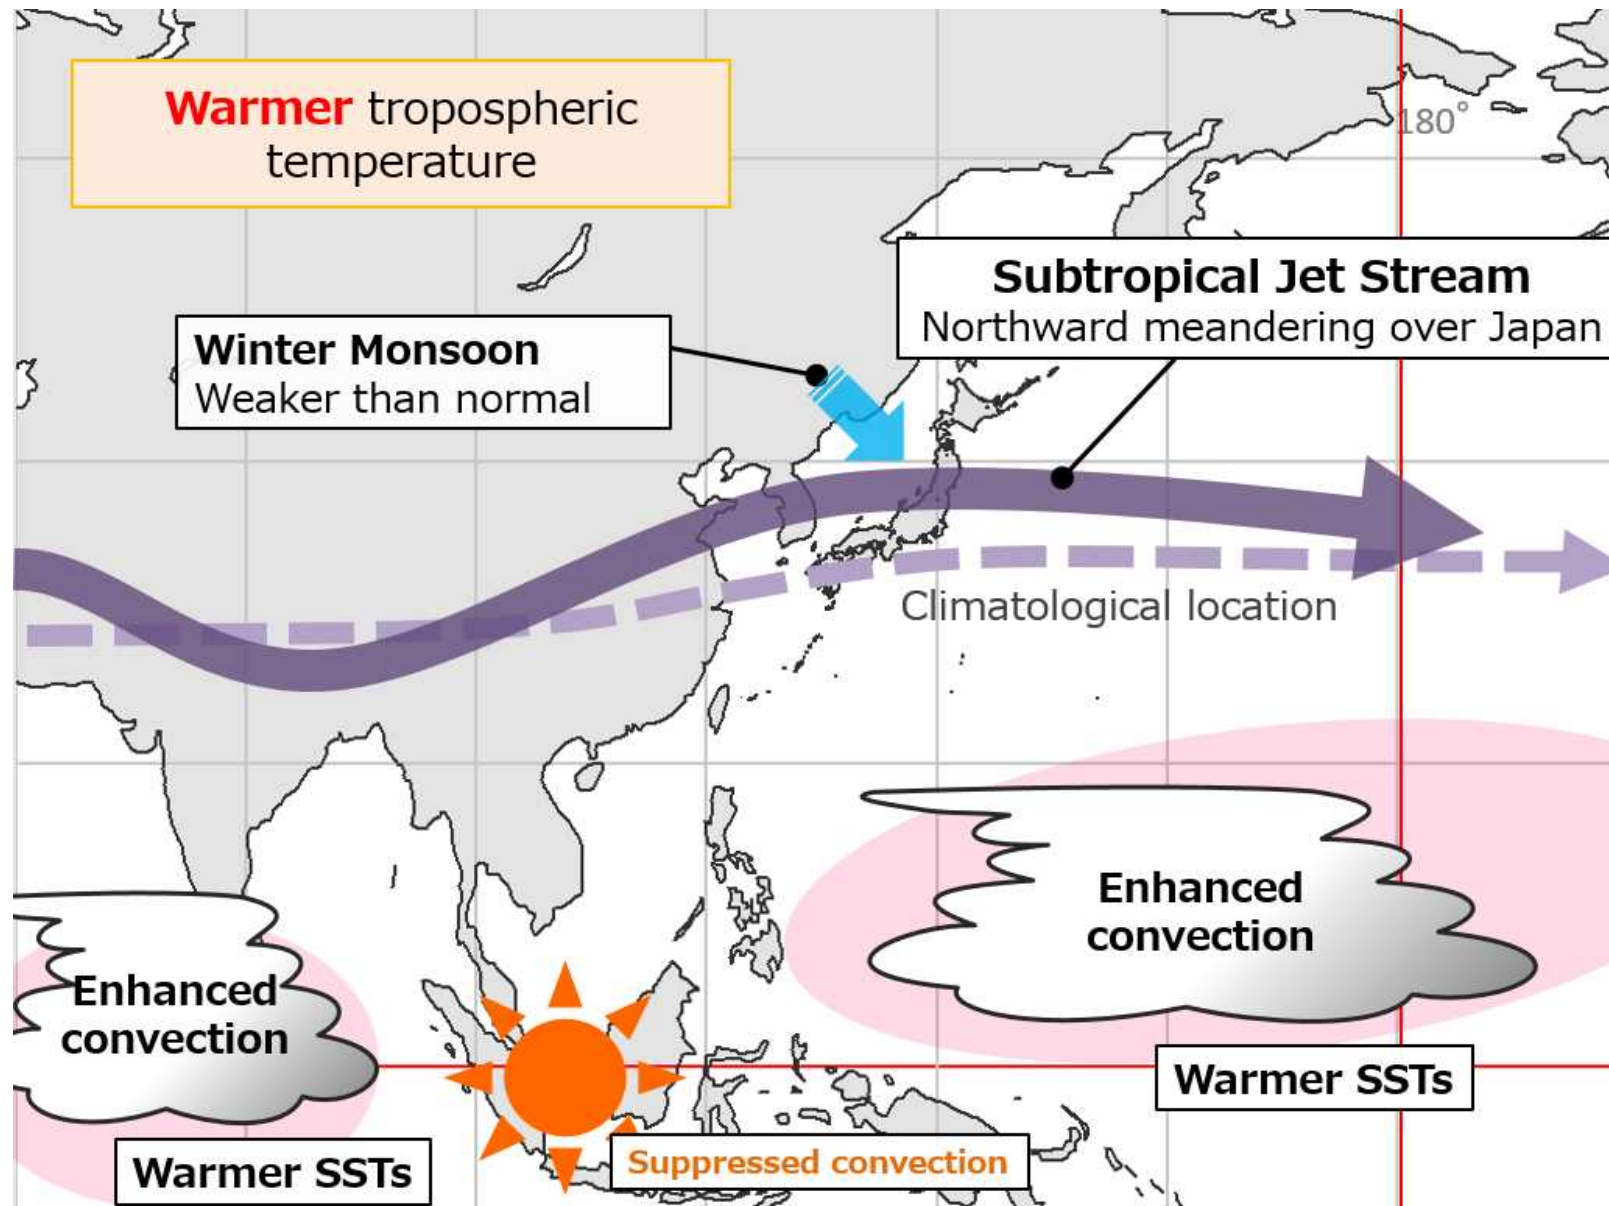 Warmer tropospheric
temperature
180°
Subtropical Jet Stream
Northward meandering over Japan
Winter Monsoon
Weaker than normal
Climatological location
Enhanced
convection
Enhanced
convection
Warmer SSTs
Suppressed convection
Warmer SSTs